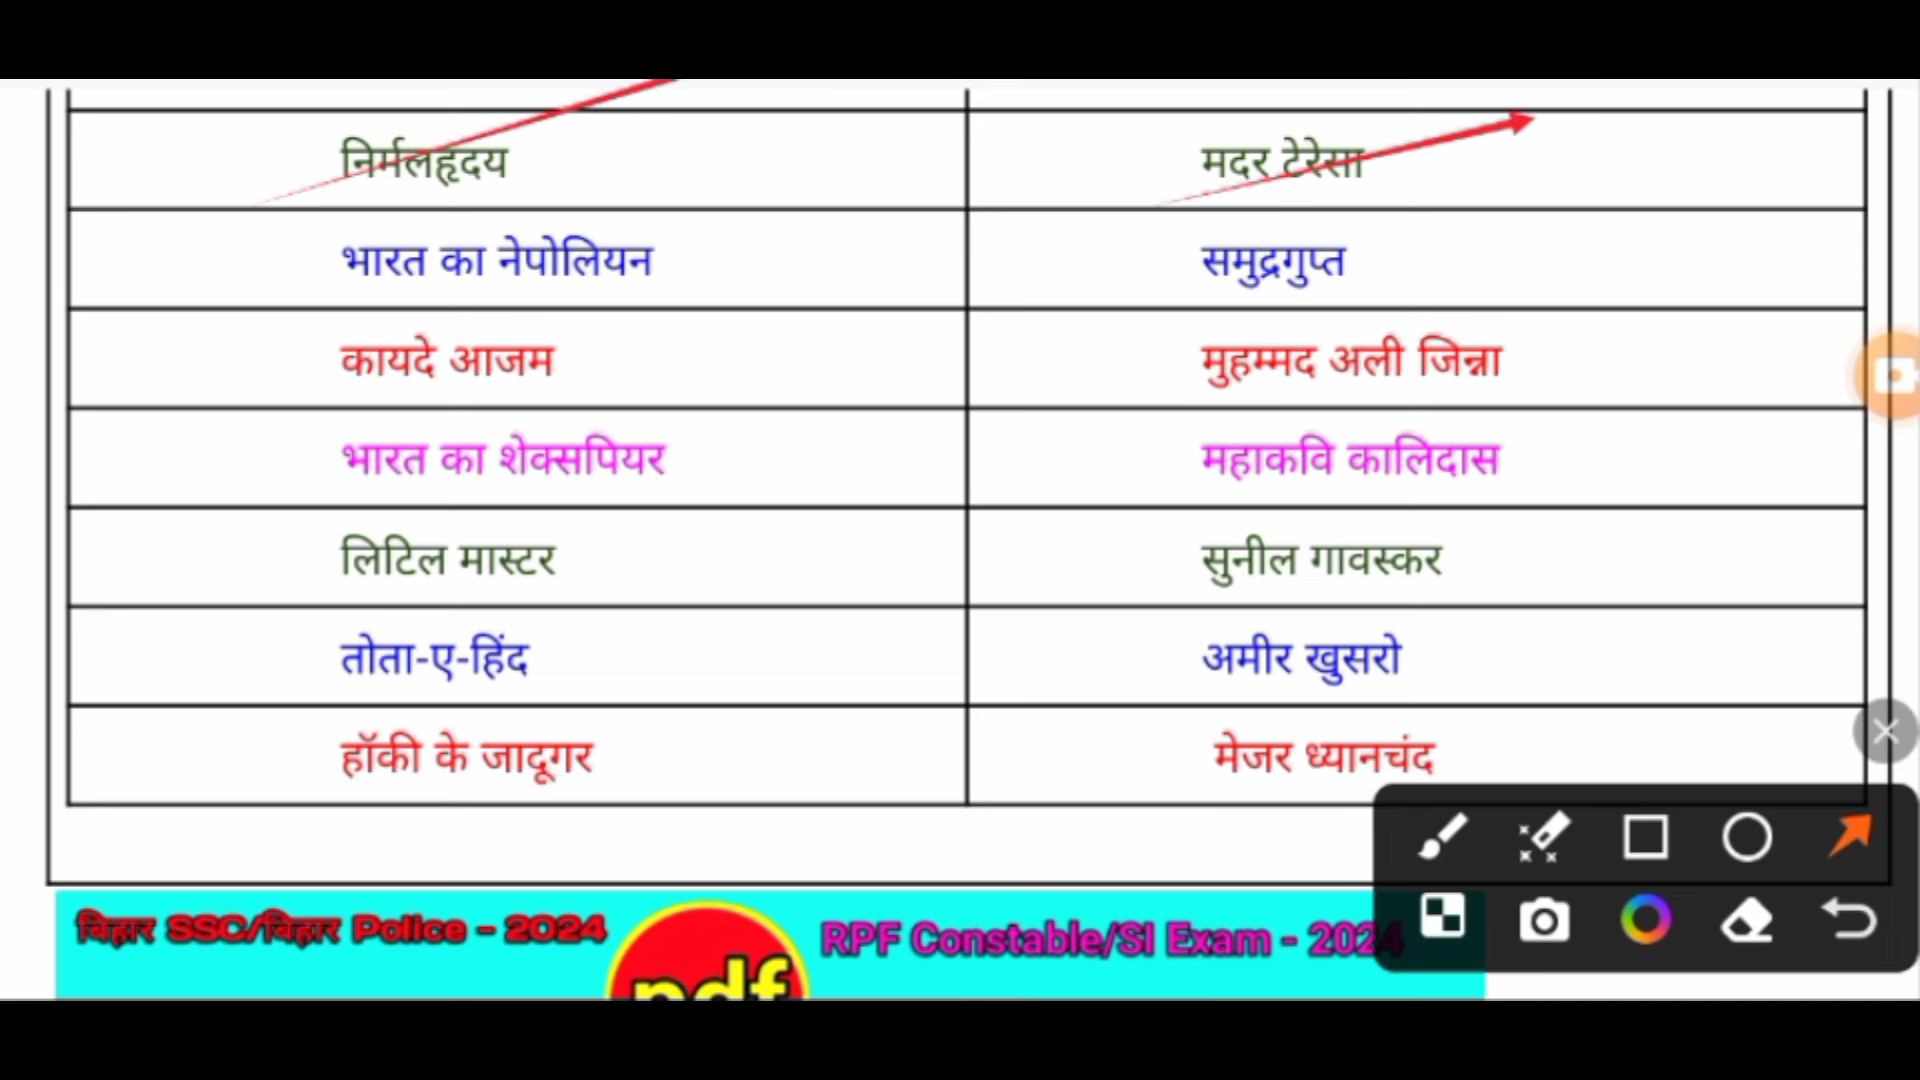 निर्मलहृदय मदर टेरेसा
भारत का नेपोलियन समुद्रगुप्त
कायदे आजम मुहम्मद अली जिन्ना
भारत का शेक्सपियर महाकवि कालिदास
लिटिल मास्टर सुनील गावस्कर
तोता-ए-हिंद अमीर खुसरो
हॉकी के जादूगर मेजर ध्यानचंद
बिहार SSC/बिहार Police - 2024 pdf RPF Constable/SI Exam - 2024